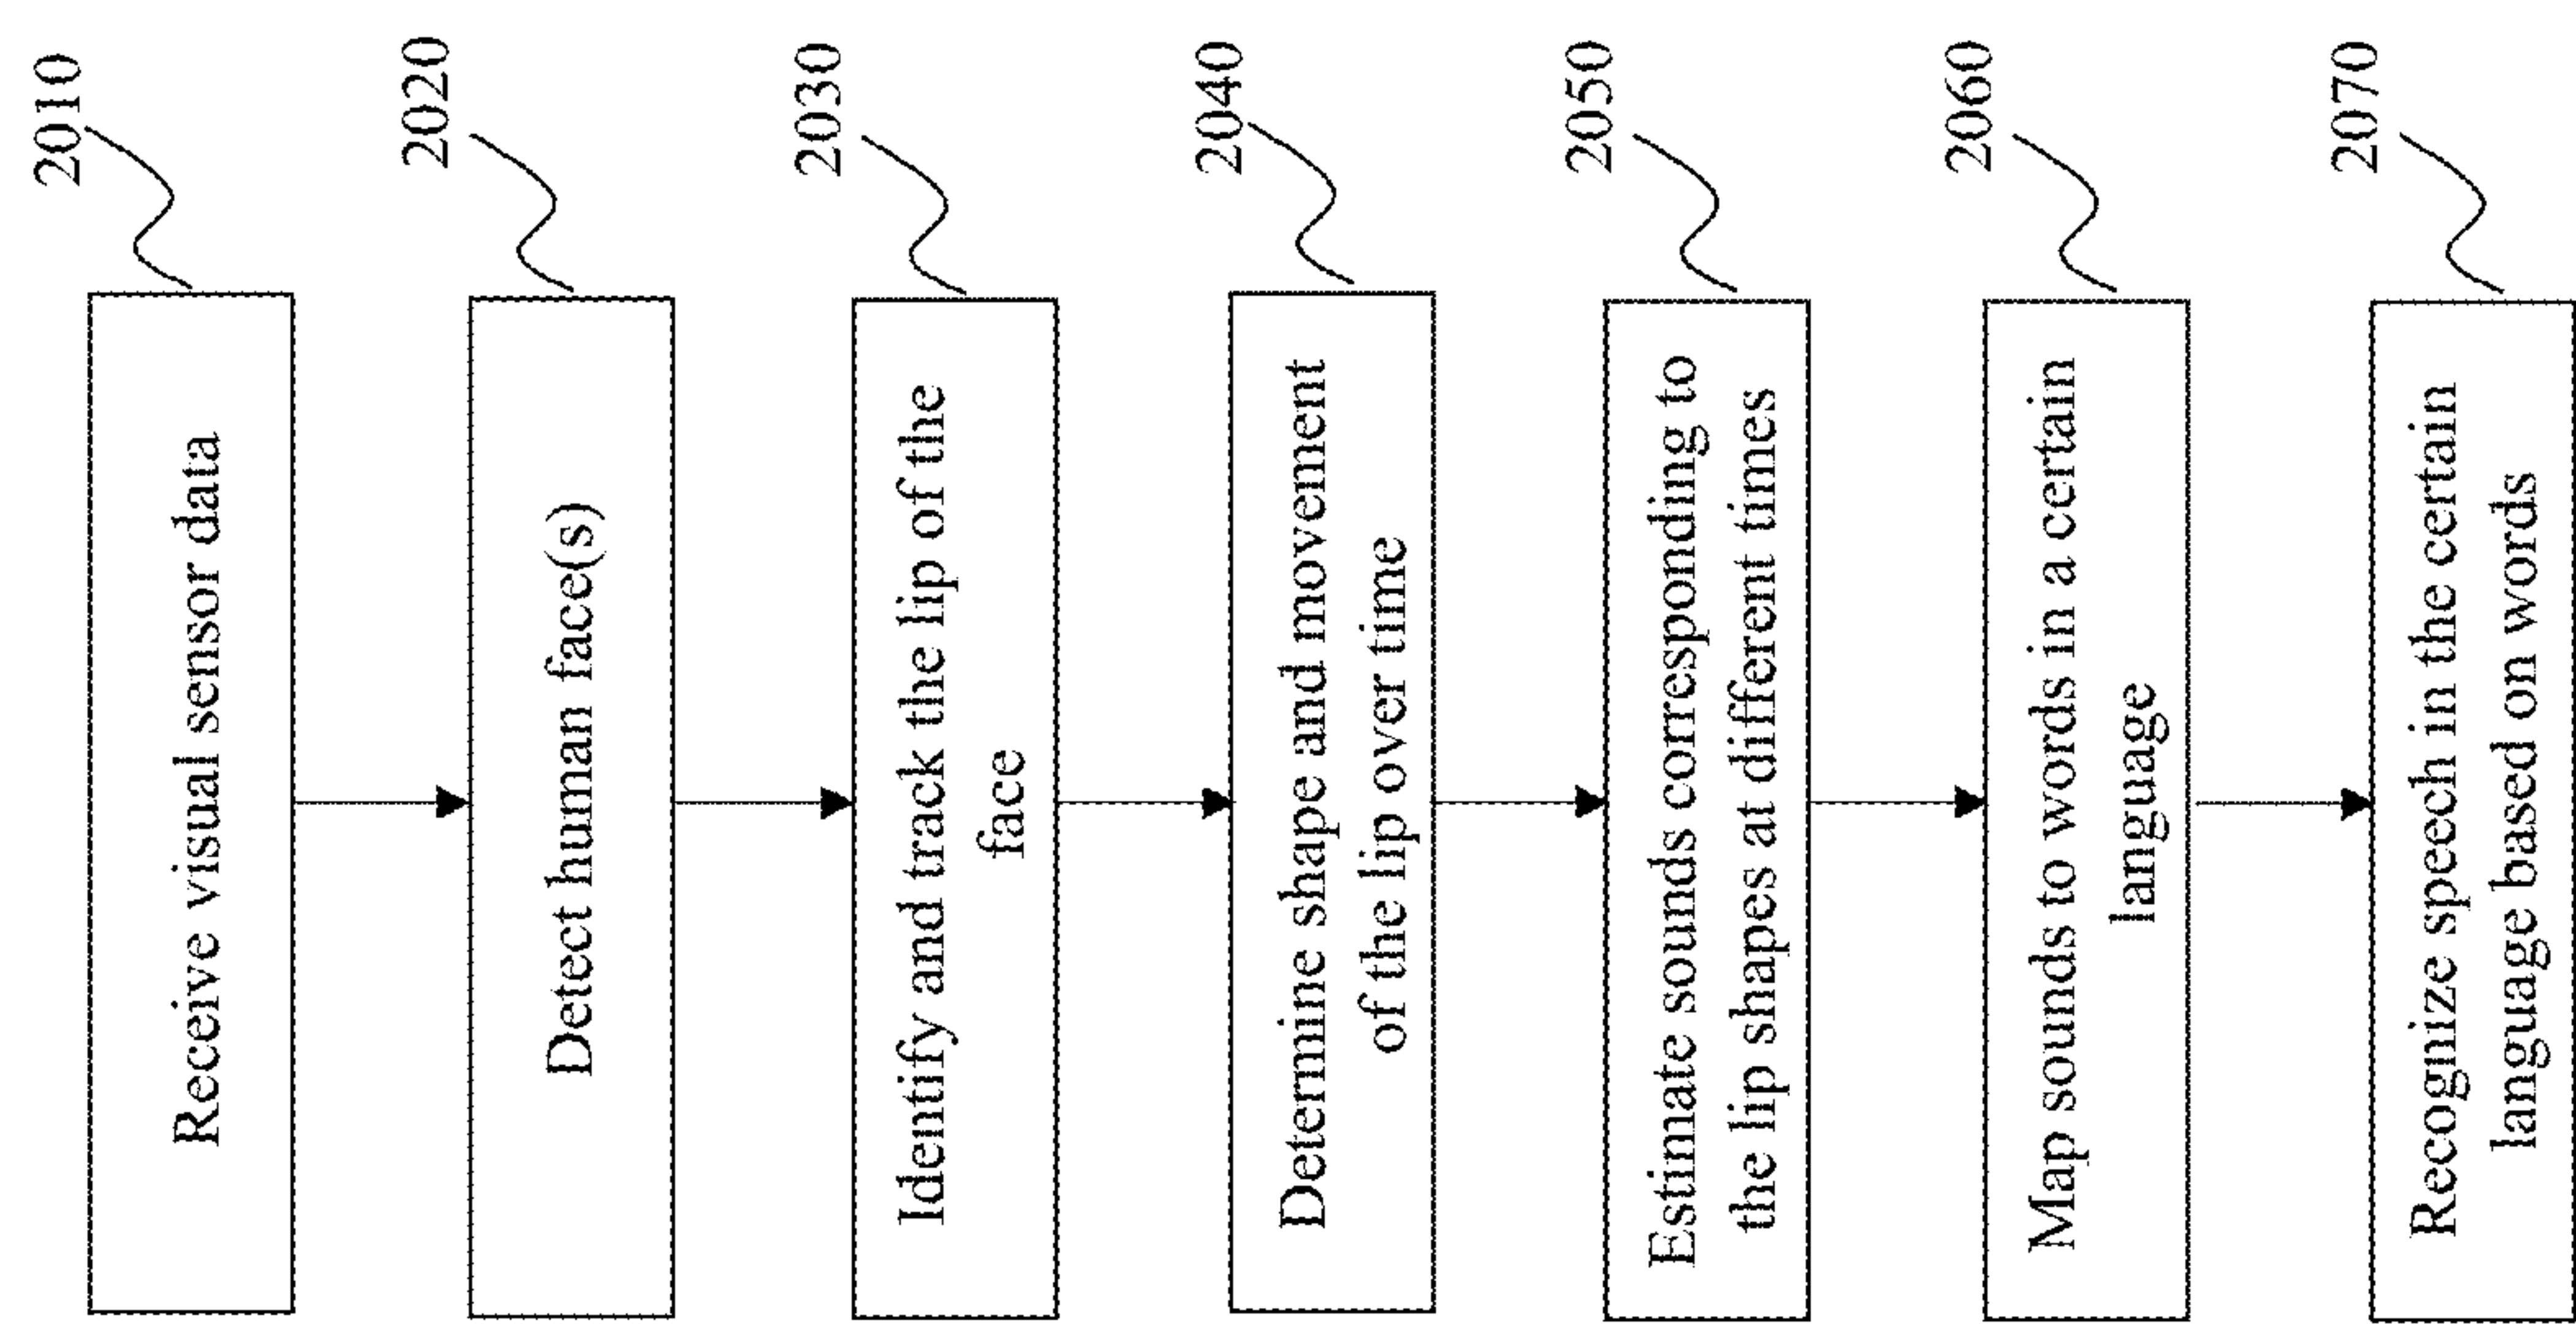 2010
Receive visual sensor data
2020
Detect human face(s)
2030
Identify and track the lip of the
face
2040
Determine shape and movement
of the lip over time
2050
Estimate sounds corresponding to
the lip shapes at different times
2060
Map sounds to words in a certain
language
2070
Recognize speech in the certain
language based on words